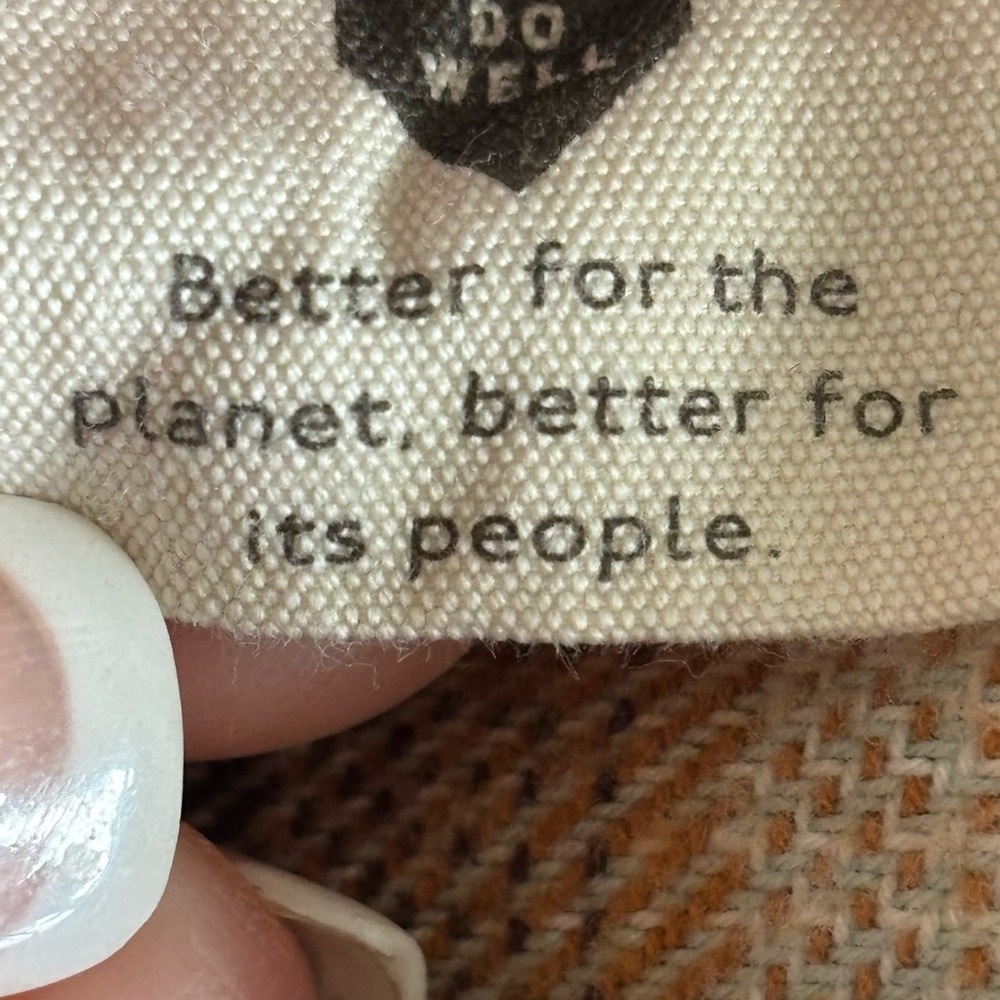 DO
WELL
Better for the
planet, better for
its people.